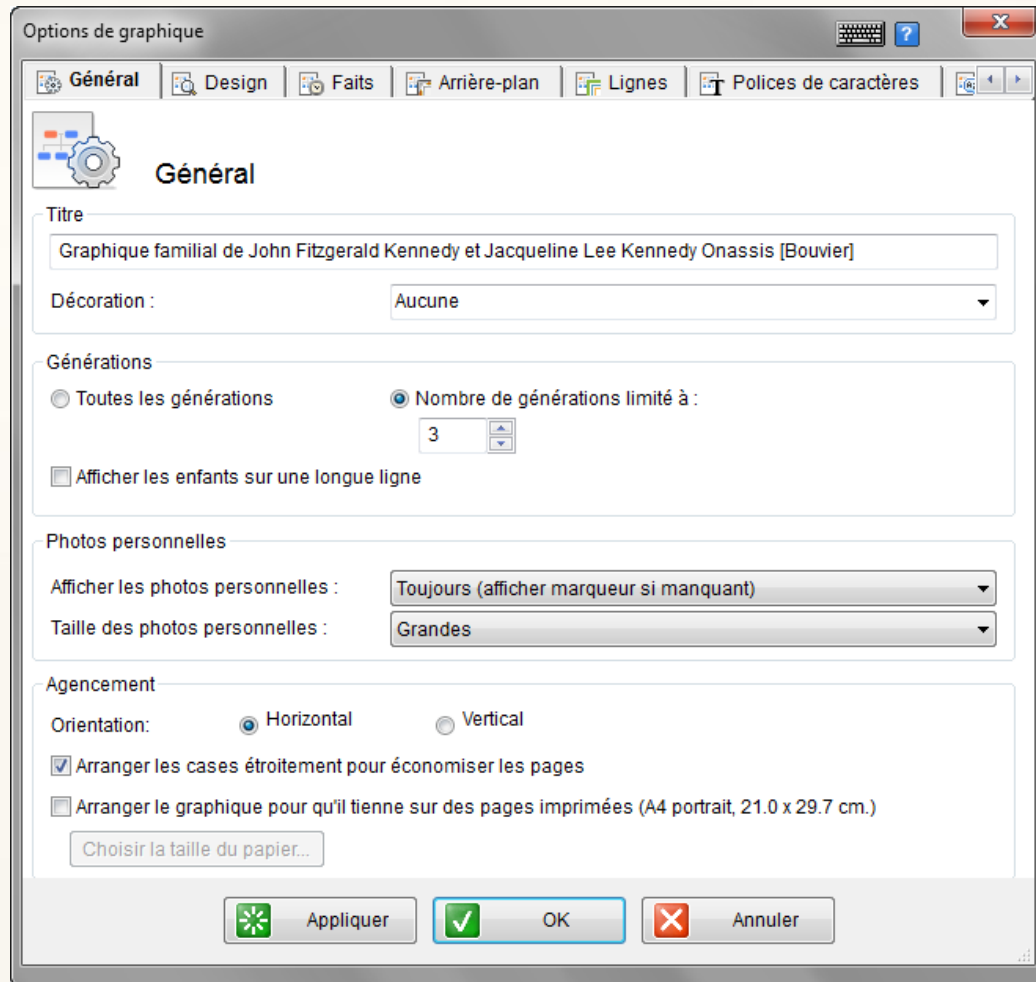 Options de graphique
Général Design Faits Arrière-plan Lignes Polices de caractères
Général
Titre
Graphique familial de John Fitzgerald Kennedy et Jacqueline Lee Kennedy Onassis [Bouvier]
Décoration : Aucune
Générations
Toutes les générations Nombre de générations limité à :
3
Afficher les enfants sur une longue ligne
Photos personnelles
Afficher les photos personnelles : Toujours (afficher marqueur si manquant)
Taille des photos personnelles : Grandes
Agencement
Orientation: Horizontal Vertical
Arranger les cases étroitement pour économiser les pages
Arranger le graphique pour qu'il tienne sur des pages imprimées (A4 portrait, 21.0 x 29.7 cm.)
Choisir la taille du papier...
Appliquer OK Annuler